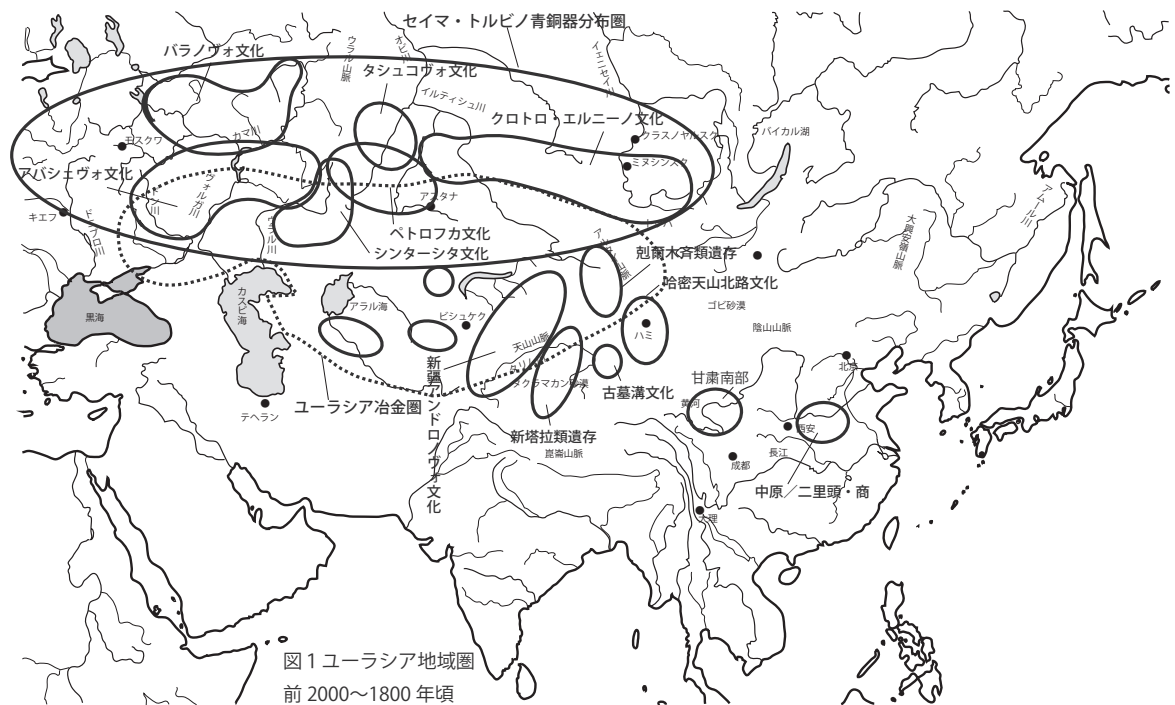 セイマ・トルビノ青銅器分布圏
バラノヴォ文化
ウラル山脈
オビ川
イェニセイ川
タシュコヴォ文化
イルティシュ川
クロトロ・エルニーノ文化
カマ川
モスクワ
クラスノヤルスク
バイカル湖
ミヌシンスク
アバシェヴォ文化
ドン川
ヴォルガ川
アスタナ
キエフ
ドニプロ川
ウラル川
ペトロフカ文化
シンターシタ文化
アムール川
大興安嶺山脈
剋爾木斉類遺存
哈密天山北路文化
カスピ海
アラル海
ゴビ砂漠
黒海
ビシュケク
ハミ
陰山山脈
天山山脈
タクラマカン砂漠
北京
新疆アンドロノヴォ文化
古墓溝文化
甘粛南部
黄河
ユーラシア冶金圏
テヘラン
新塔拉類遺存
崑崙山脈
西安
長江
成都
中原／二里頭・商
大理
図1 ユーラシア地域圏
前 2000〜1800 年頃